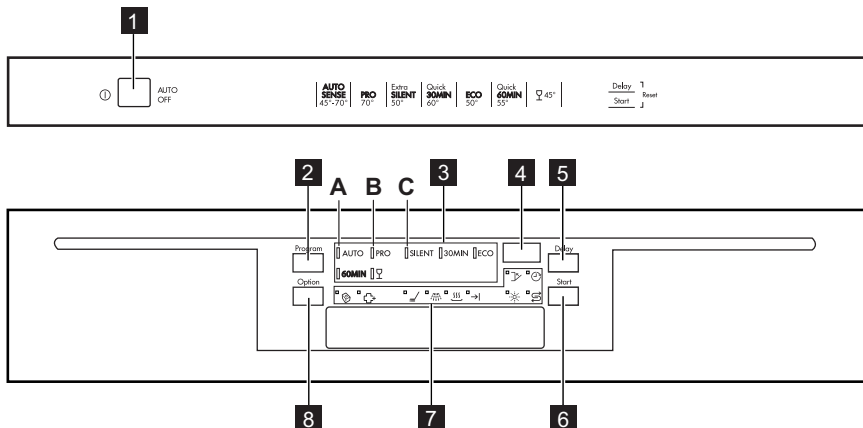 1
AUTO
OFF
AUTO
SENSE
45°-70°
PRO
70°
Extra
SILENT
50°
Quick
30MIN
60°
ECO
50°
Quick
60MIN
55°
45°
Delay
Start
Reset
2
A
B
C
3
4
5
Program
AUTO
PRO
SILENT
30MIN
ECO
Delay
60MIN
Option
Start
8
7
6